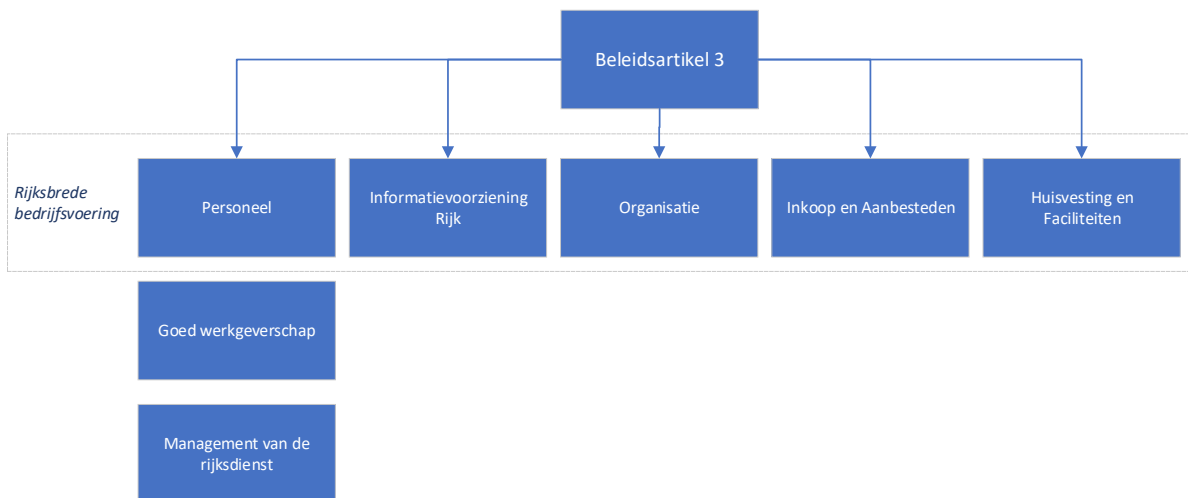 Beleidsartikel 3
Rijksbrede
bedrijfsvoering
Personeel
Informatievoorziening
Rijk
Organisatie
Inkoop en Aanbesteden
Huisvesting en
Faciliteiten
Goed werkgeverschap
Management van de
rijksdienst